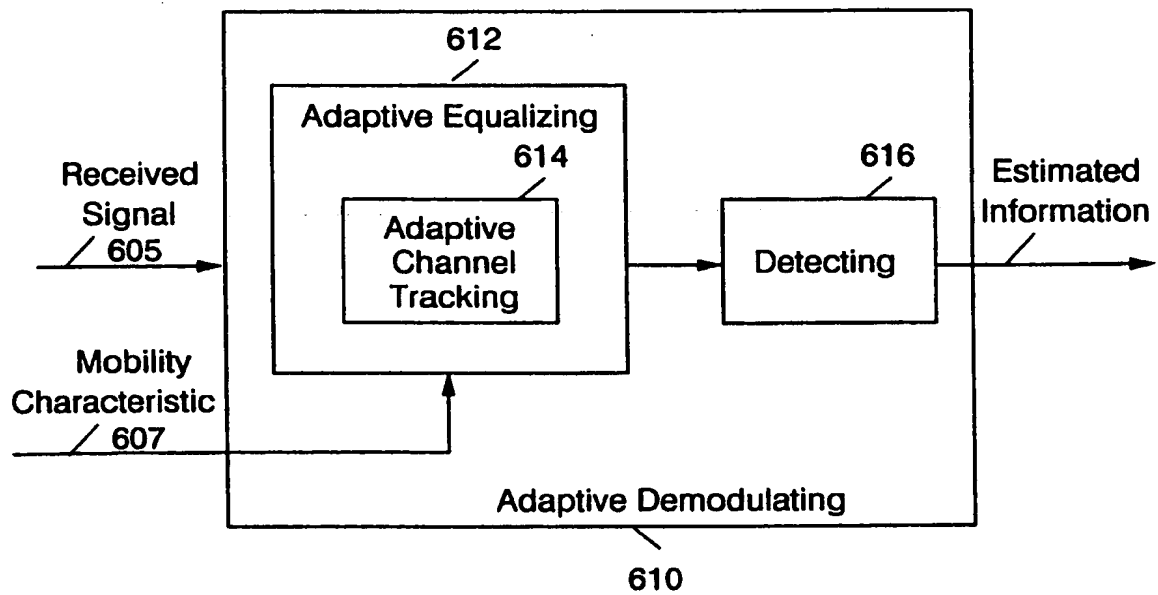 612
Adaptive Equalizing
614
Adaptive
Channel
Tracking
616
Detecting
Received
Signal
605
Estimated
Information
Mobility
Characteristic
607
Adaptive Demodulating
610